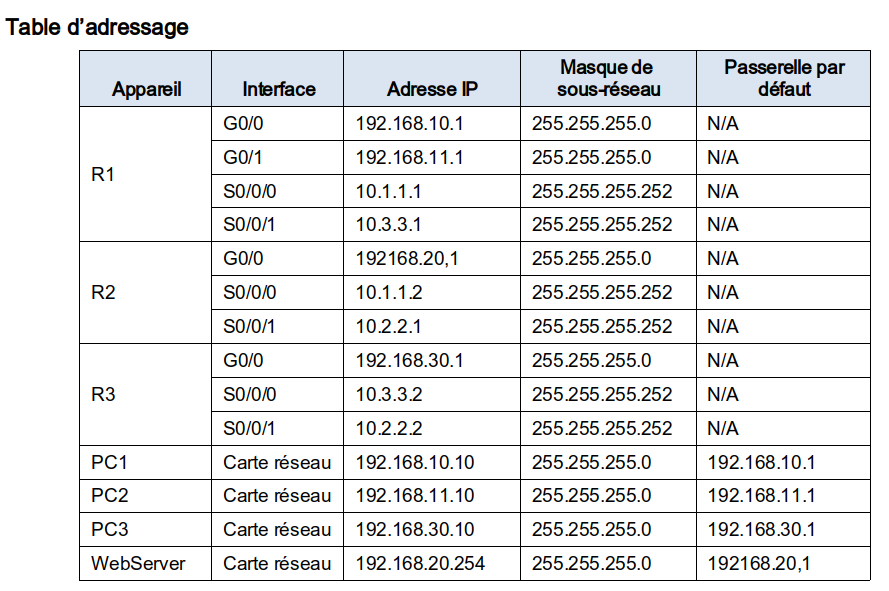 Table d’adressage
Appareil Interface Adresse IP Masque de sous-réseau Passerelle par défaut
R1 G0/0 192.168.10.1 255.255.255.0 N/A
G0/1 192.168.11.1 255.255.255.0 N/A
S0/0/0 10.1.1.1 255.255.255.252 N/A
S0/0/1 10.3.3.1 255.255.255.252 N/A
R2 G0/0 192168.20,1 255.255.255.0 N/A
S0/0/0 10.1.1.2 255.255.255.252 N/A
S0/0/1 10.2.2.1 255.255.255.252 N/A
R3 G0/0 192.168.30.1 255.255.255.0 N/A
S0/0/0 10.3.3.2 255.255.255.252 N/A
S0/0/1 10.2.2.2 255.255.255.252 N/A
PC1 Carte réseau 192.168.10.10 255.255.255.0 192.168.10.1
PC2 Carte réseau 192.168.11.10 255.255.255.0 192.168.11.1
PC3 Carte réseau 192.168.30.10 255.255.255.0 192.168.30.1
WebServer Carte réseau 192.168.20.254 255.255.255.0 192168.20,1